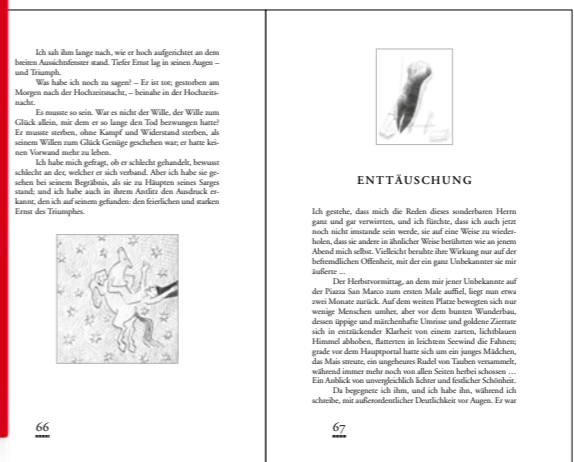 Ich sah ihm lange nach, wie er hoch aufgerichtet an dem
breiten Aussichtsfenster stand. Tiefer Ernst lag in seinen Augen –
und Triumph.
Was habe ich noch zu sagen? – Er ist tot; gestorben am
Morgen nach der Hochzeitsnacht, – beinahe in der Hochzeits-
nacht.
Es musste so sein. War es nicht der Wille, der Wille zum
Glück allein, mit dem er so lange den Tod bezwungen hatte?
Er musste sterben, ohne Kampf und Widerstand sterben, als
seinem Willen zum Glück Genüge geschehen war; er hatte kei-
nen Vorwand mehr zu leben.
Ich habe mich gefragt, ob er schlecht gehandelt, bewusst
schlecht an der, welcher er sich verband. Aber ich habe sie ge-
sehen bei seinem Begräbnis, als sie zu Häupten seines Sarges
stand; und ich habe auch in ihrem Antlitz den Ausdruck er-
kannt, den ich auf seinem gefunden: den feierlichen und starken
Ernst des Triumphes.
66
ENTTÄUSCHUNG
Ich gestehe, dass mich die Reden dieses sonderbaren Herrn
ganz und gar verwirrten, und ich fürchte, dass ich auch jetzt
noch nicht imstande sein werde, sie auf eine Weise zu wieder-
holen, dass sie andere in ähnlicher Weise berührten wie an jenem
Abend mich selbst. Vielleicht beruhte ihre Wirkung nur auf der
befremdlichen Offenheit, mit der ein ganz Unbekannter sie mir
äußerte ...
Der Herbstvormittag, an dem mir jener Unbekannte auf
der Piazza San Marco zum ersten Male auffiel, liegt nun etwa
zwei Monate zurück. Auf dem weiten Platze bewegten sich nur
wenige Menschen umher, aber vor dem bunten Wunderbau,
dessen üppige und märchenhafte Umrisse und goldene Zierrate
sich in entzückender Klarheit von einem zarten, lichtblauen
Himmel abhoben, flatterten in leichtem Seewind die Fahnen;
grade vor dem Hauptportal hatte sich um ein junges Mädchen,
das Mais streute, ein ungeheures Rudel von Tauben versammelt,
während immer mehr noch von allen Seiten herbei schossen ...
Ein Anblick von unvergleichlich lichter und festlicher Schönheit.
Da begegnete ich ihm, und ich habe ihn, während ich
schreibe, mit außerordentlicher Deutlichkeit vor Augen. Er war
67